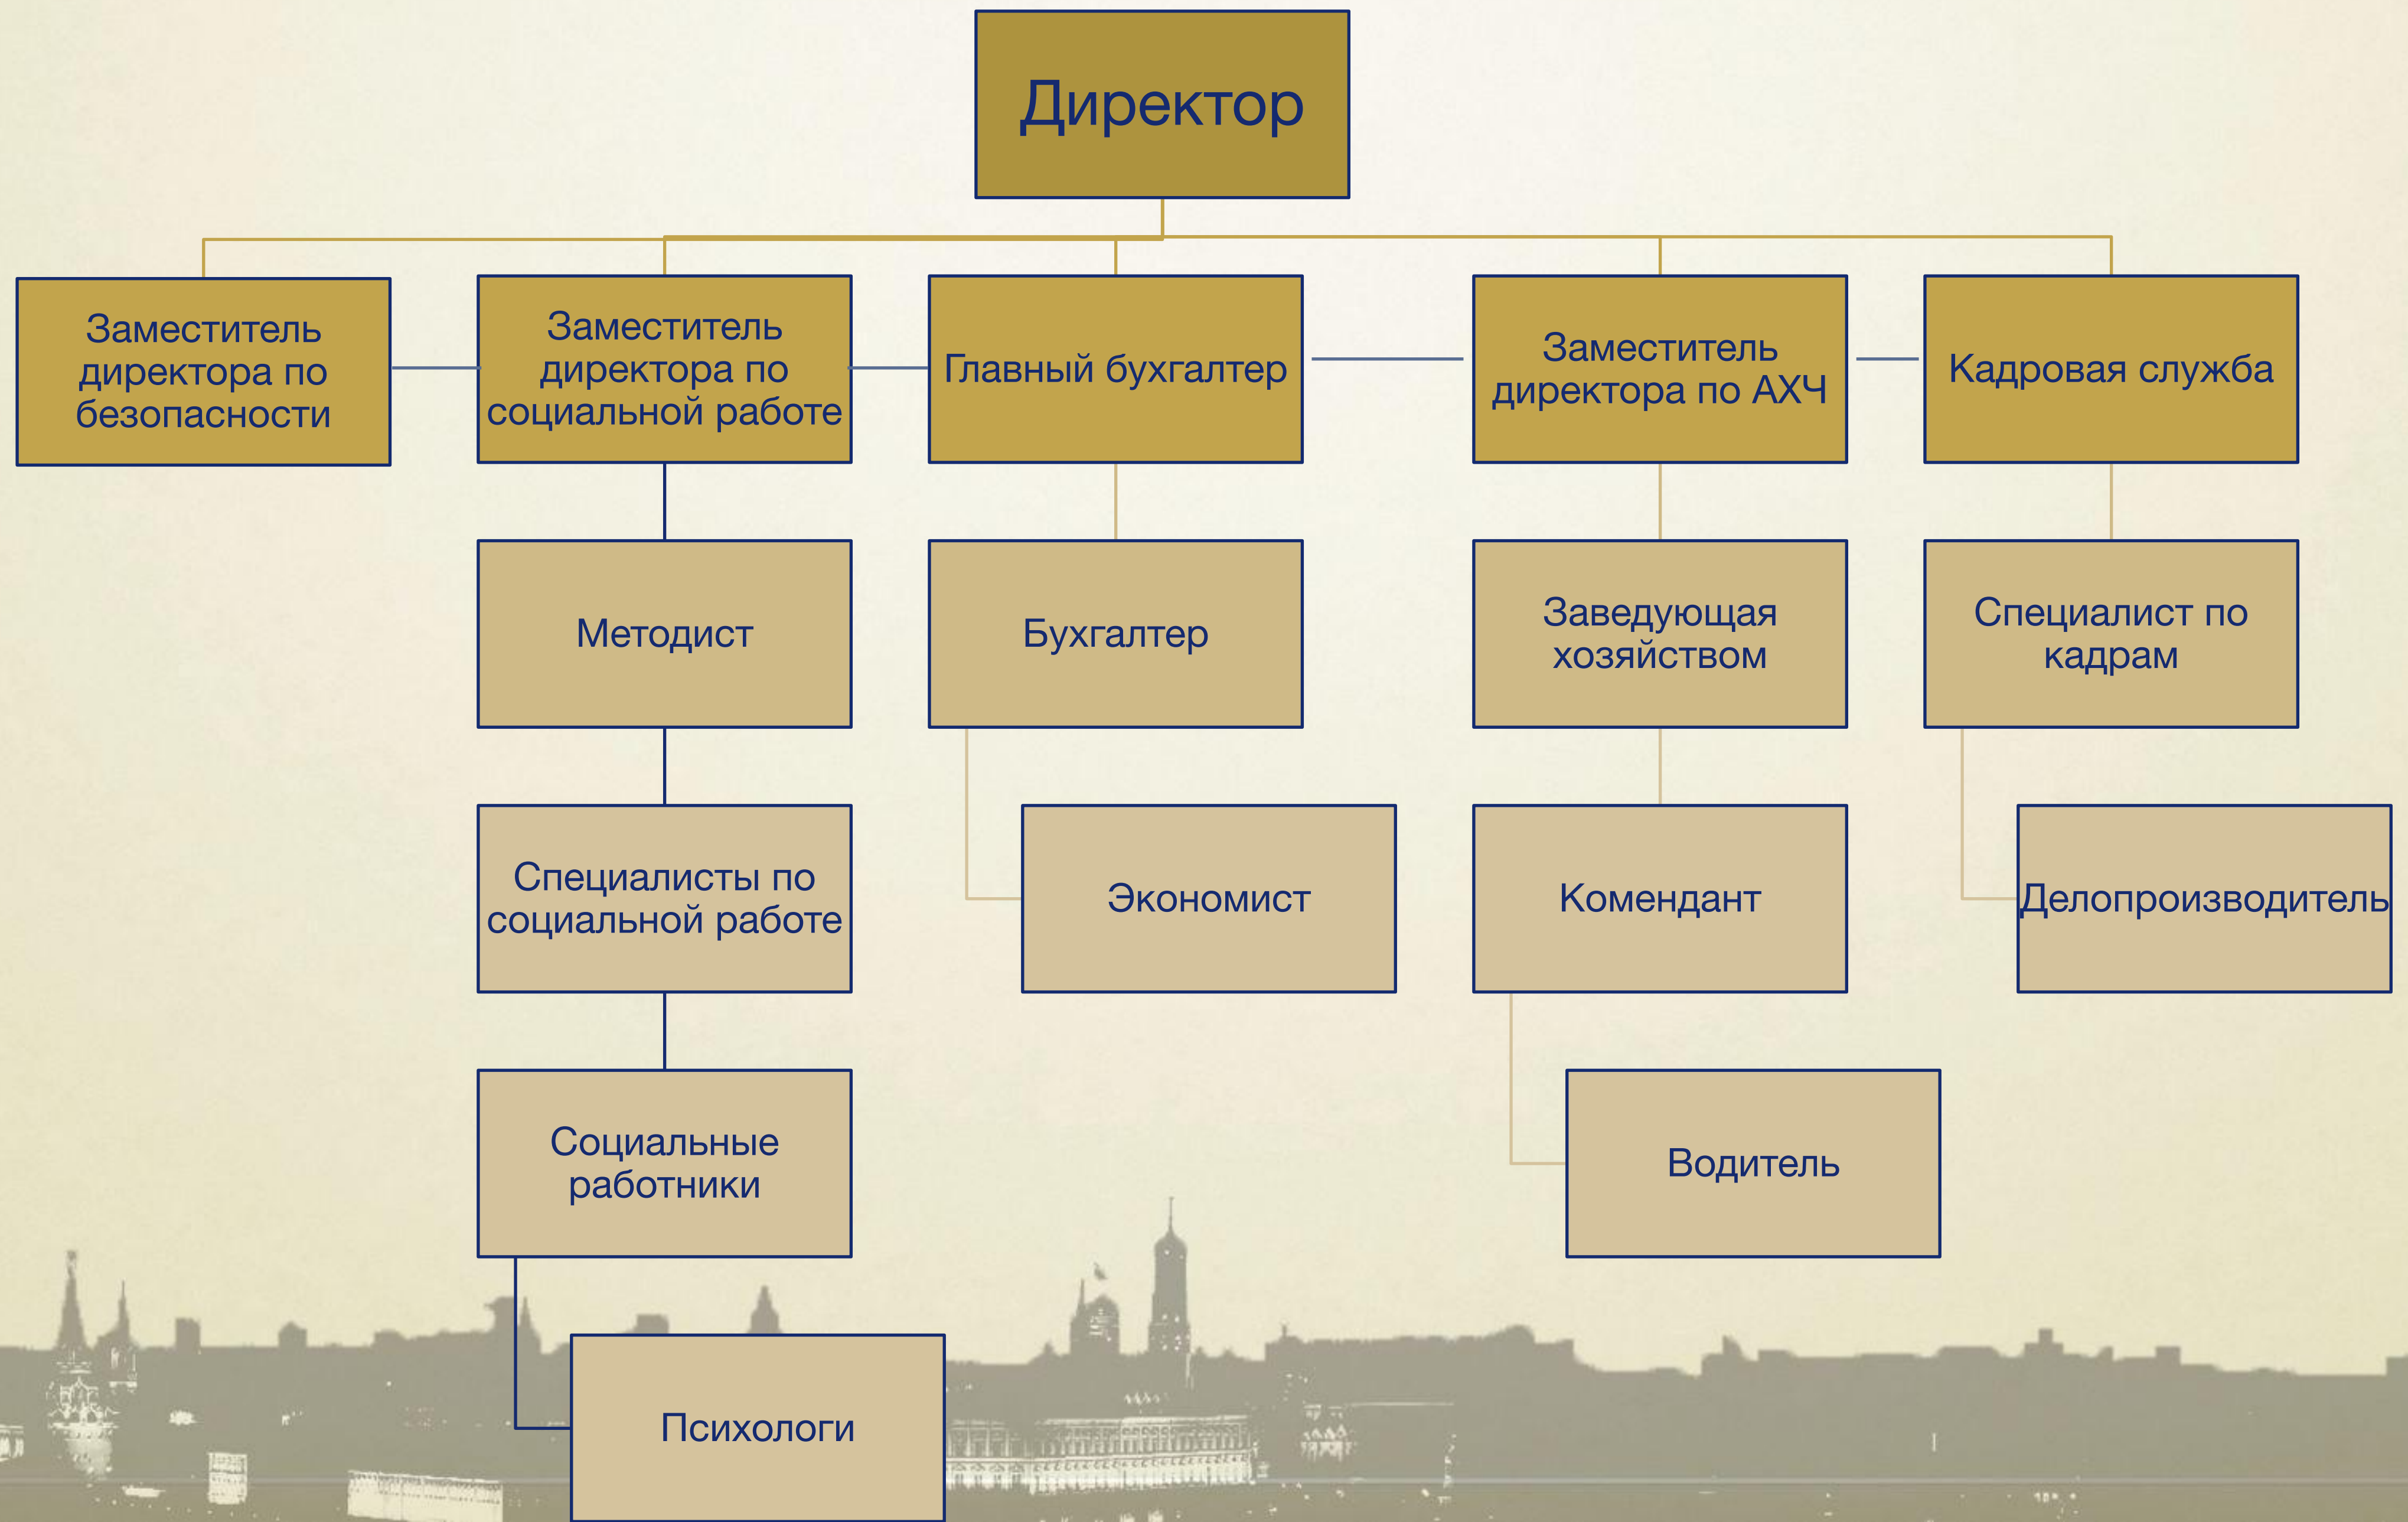 Директор
Заместитель
директора по
безопасности
Заместитель
директора по
социальной работе
Главный бухгалтер
Заместитель
директора по АХЧ
Кадровая служба
Методист
Бухгалтер
Заведующая
хозяйством
Специалист по
кадрам
Специалисты по
социальной работе
Экономист
Комендант
Делопроизводитель
Социальные
работники
Водитель
Психологи